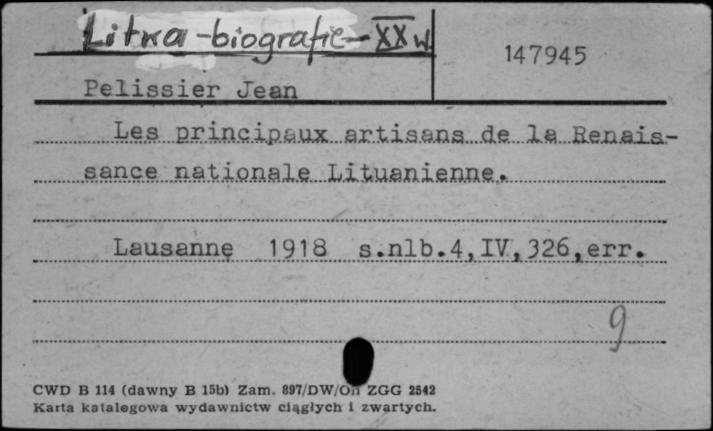 Litwa - biografie - XX w
147945
Pelissier Jean
Les principaux artisans de la Renais-
sance nationale Lituanienne.
Lausanne 1918 s.nlb.4,IV,326,err.
9
CWD B 114 (dawny B 15b) Zam. 897/DW/On ZGG 2542
Karta katalegowa wydawnictw ciągłych i zwartych.